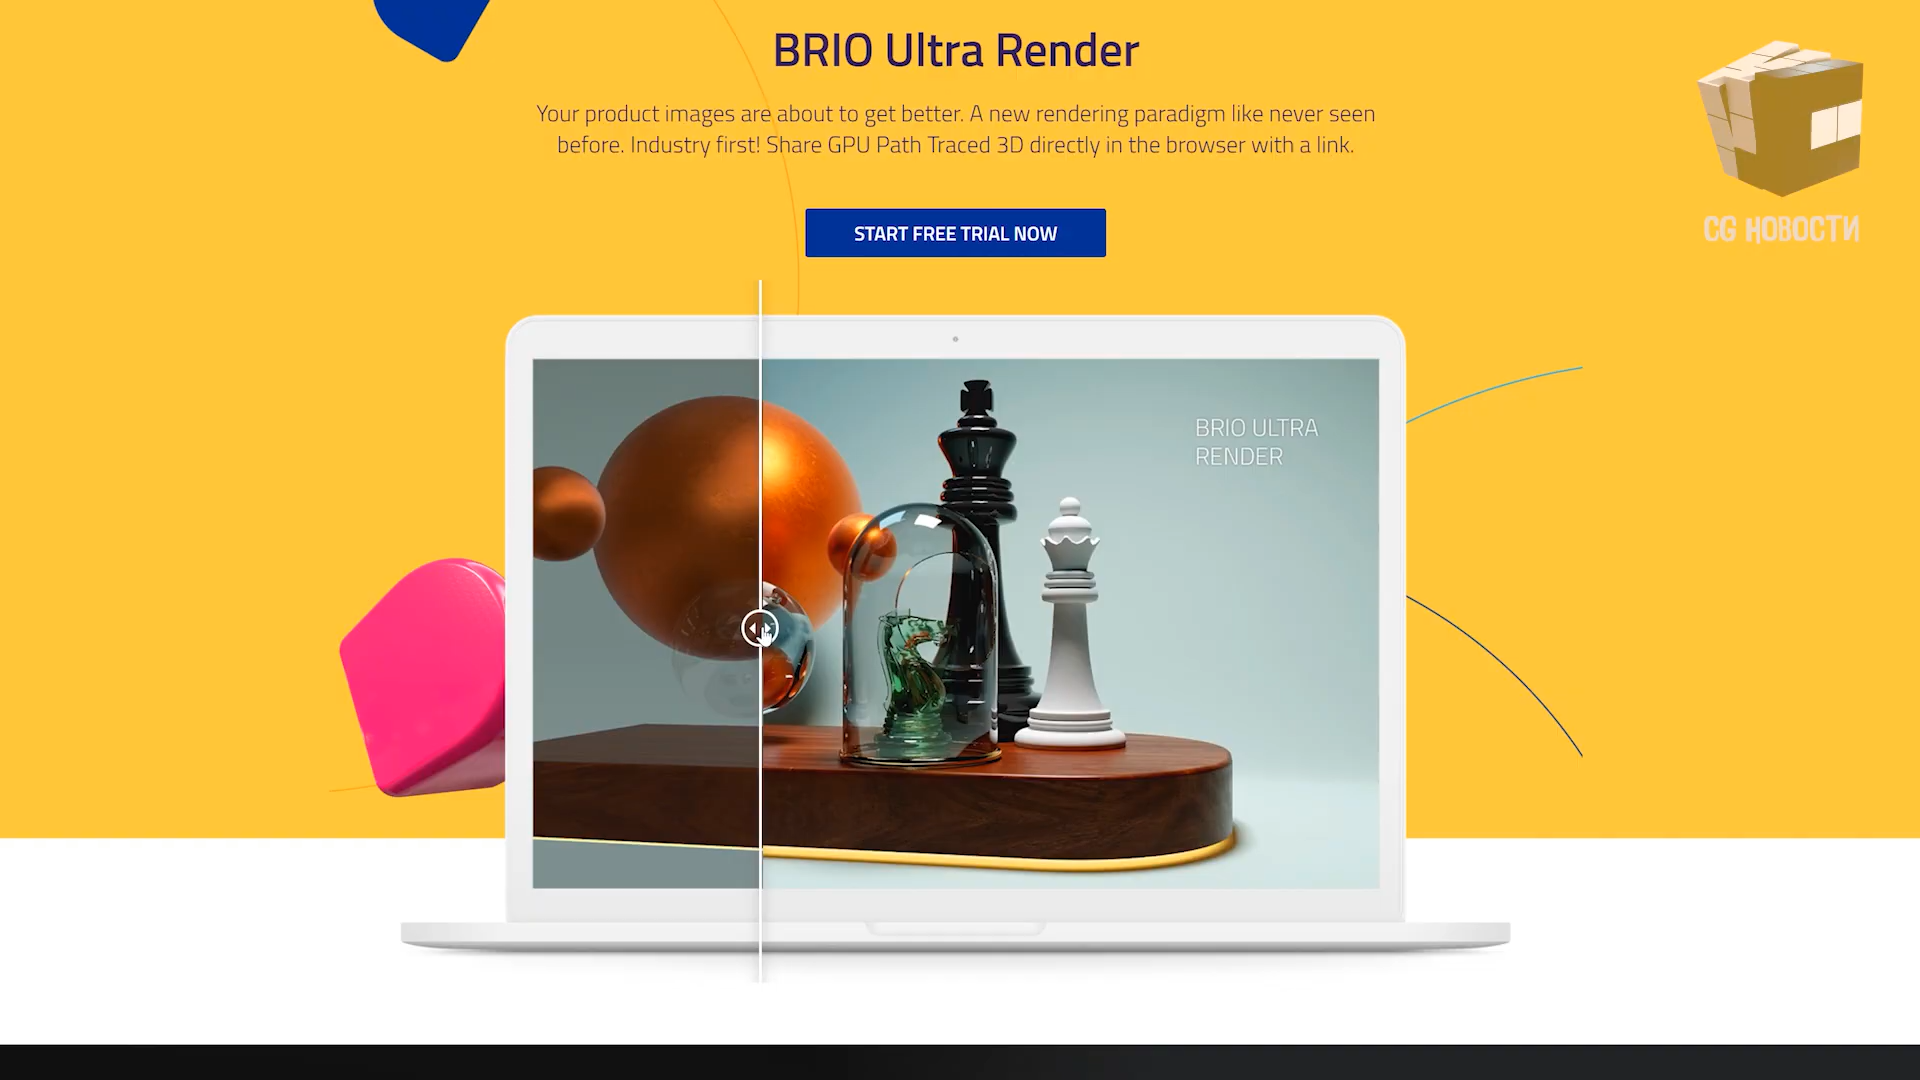 BRIO Ultra Render
Your product images are about to get better. A new rendering paradigm like never seen
before. Industry first! Share GPU Path Traced 3D directly in the browser with a link.
START FREE TRIAL NOW
BRIO ULTRA
RENDER
CG НОВОСТИ